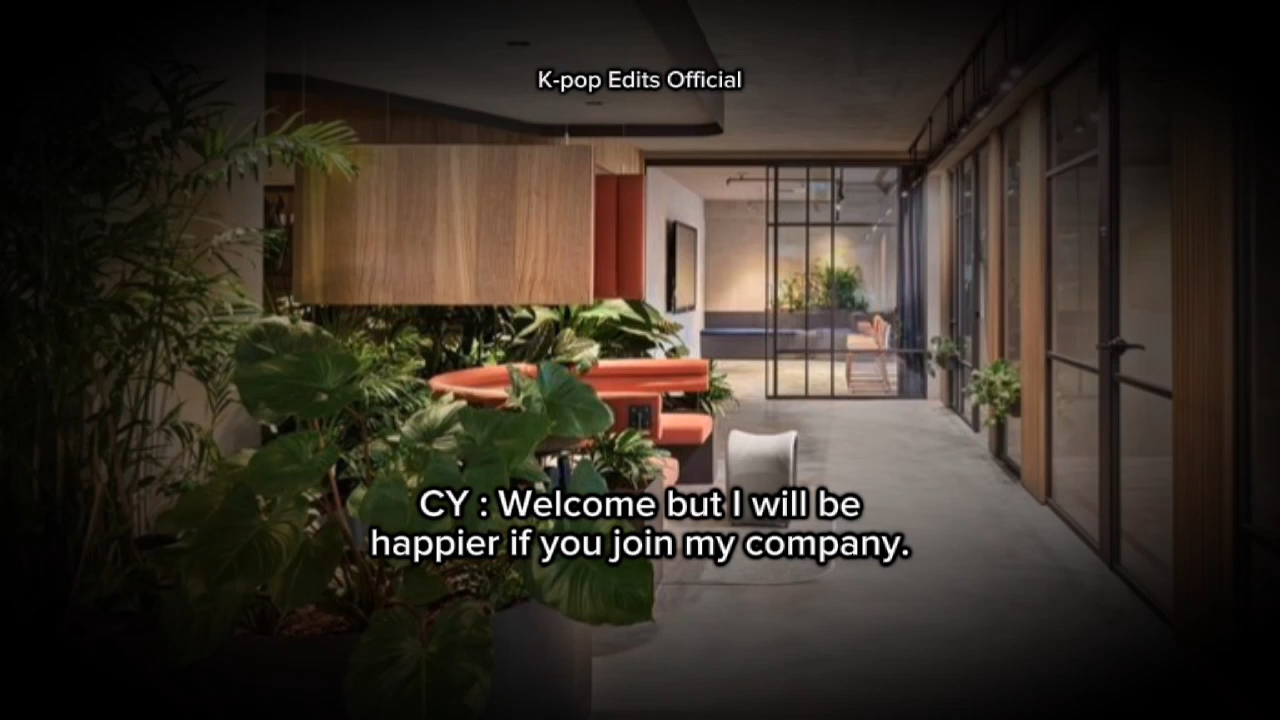 K-pop Edits Official
CY : Welcome but I will be
happier if you join my company.